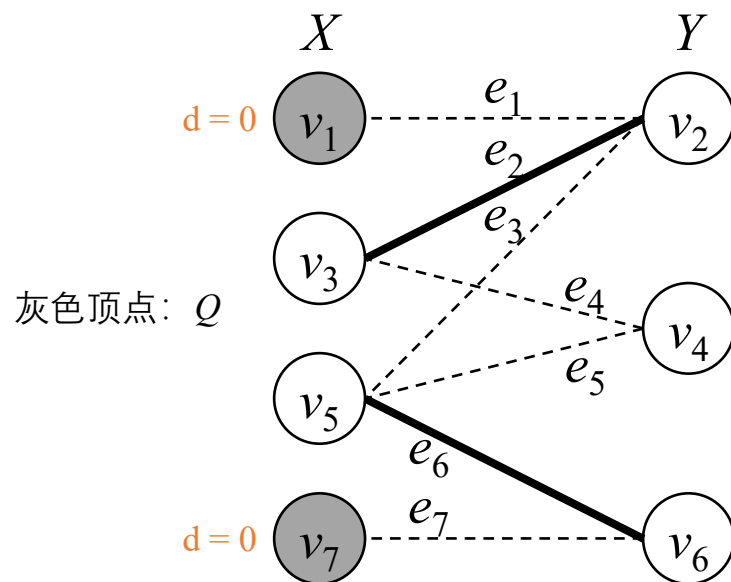 X Y
d = 0 v₁ e₁ v₂
e₂
e₃
v₃
灰色顶点：Q
e₄ v₄
e₅
v₅
e₆
e₇
d = 0 v₇ v₆